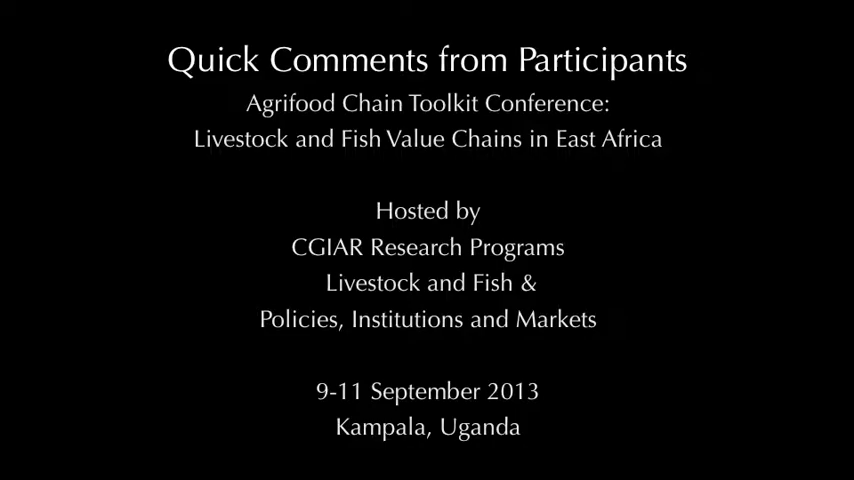 Quick Comments from Participants
Agrifood Chain Toolkit Conference:
Livestock and Fish Value Chains in East Africa
Hosted by
CGIAR Research Programs
Livestock and Fish &
Policies, Institutions and Markets
9-11 September 2013
Kampala, Uganda